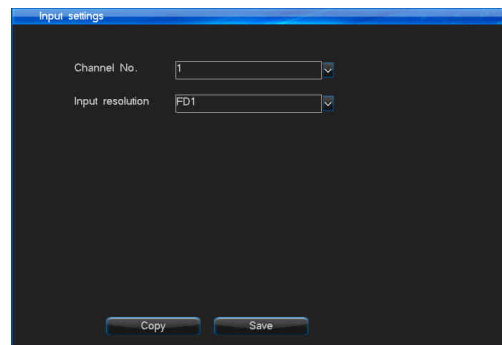 Input settings
Channel No. 1
Input resolution FD1
Copy Save